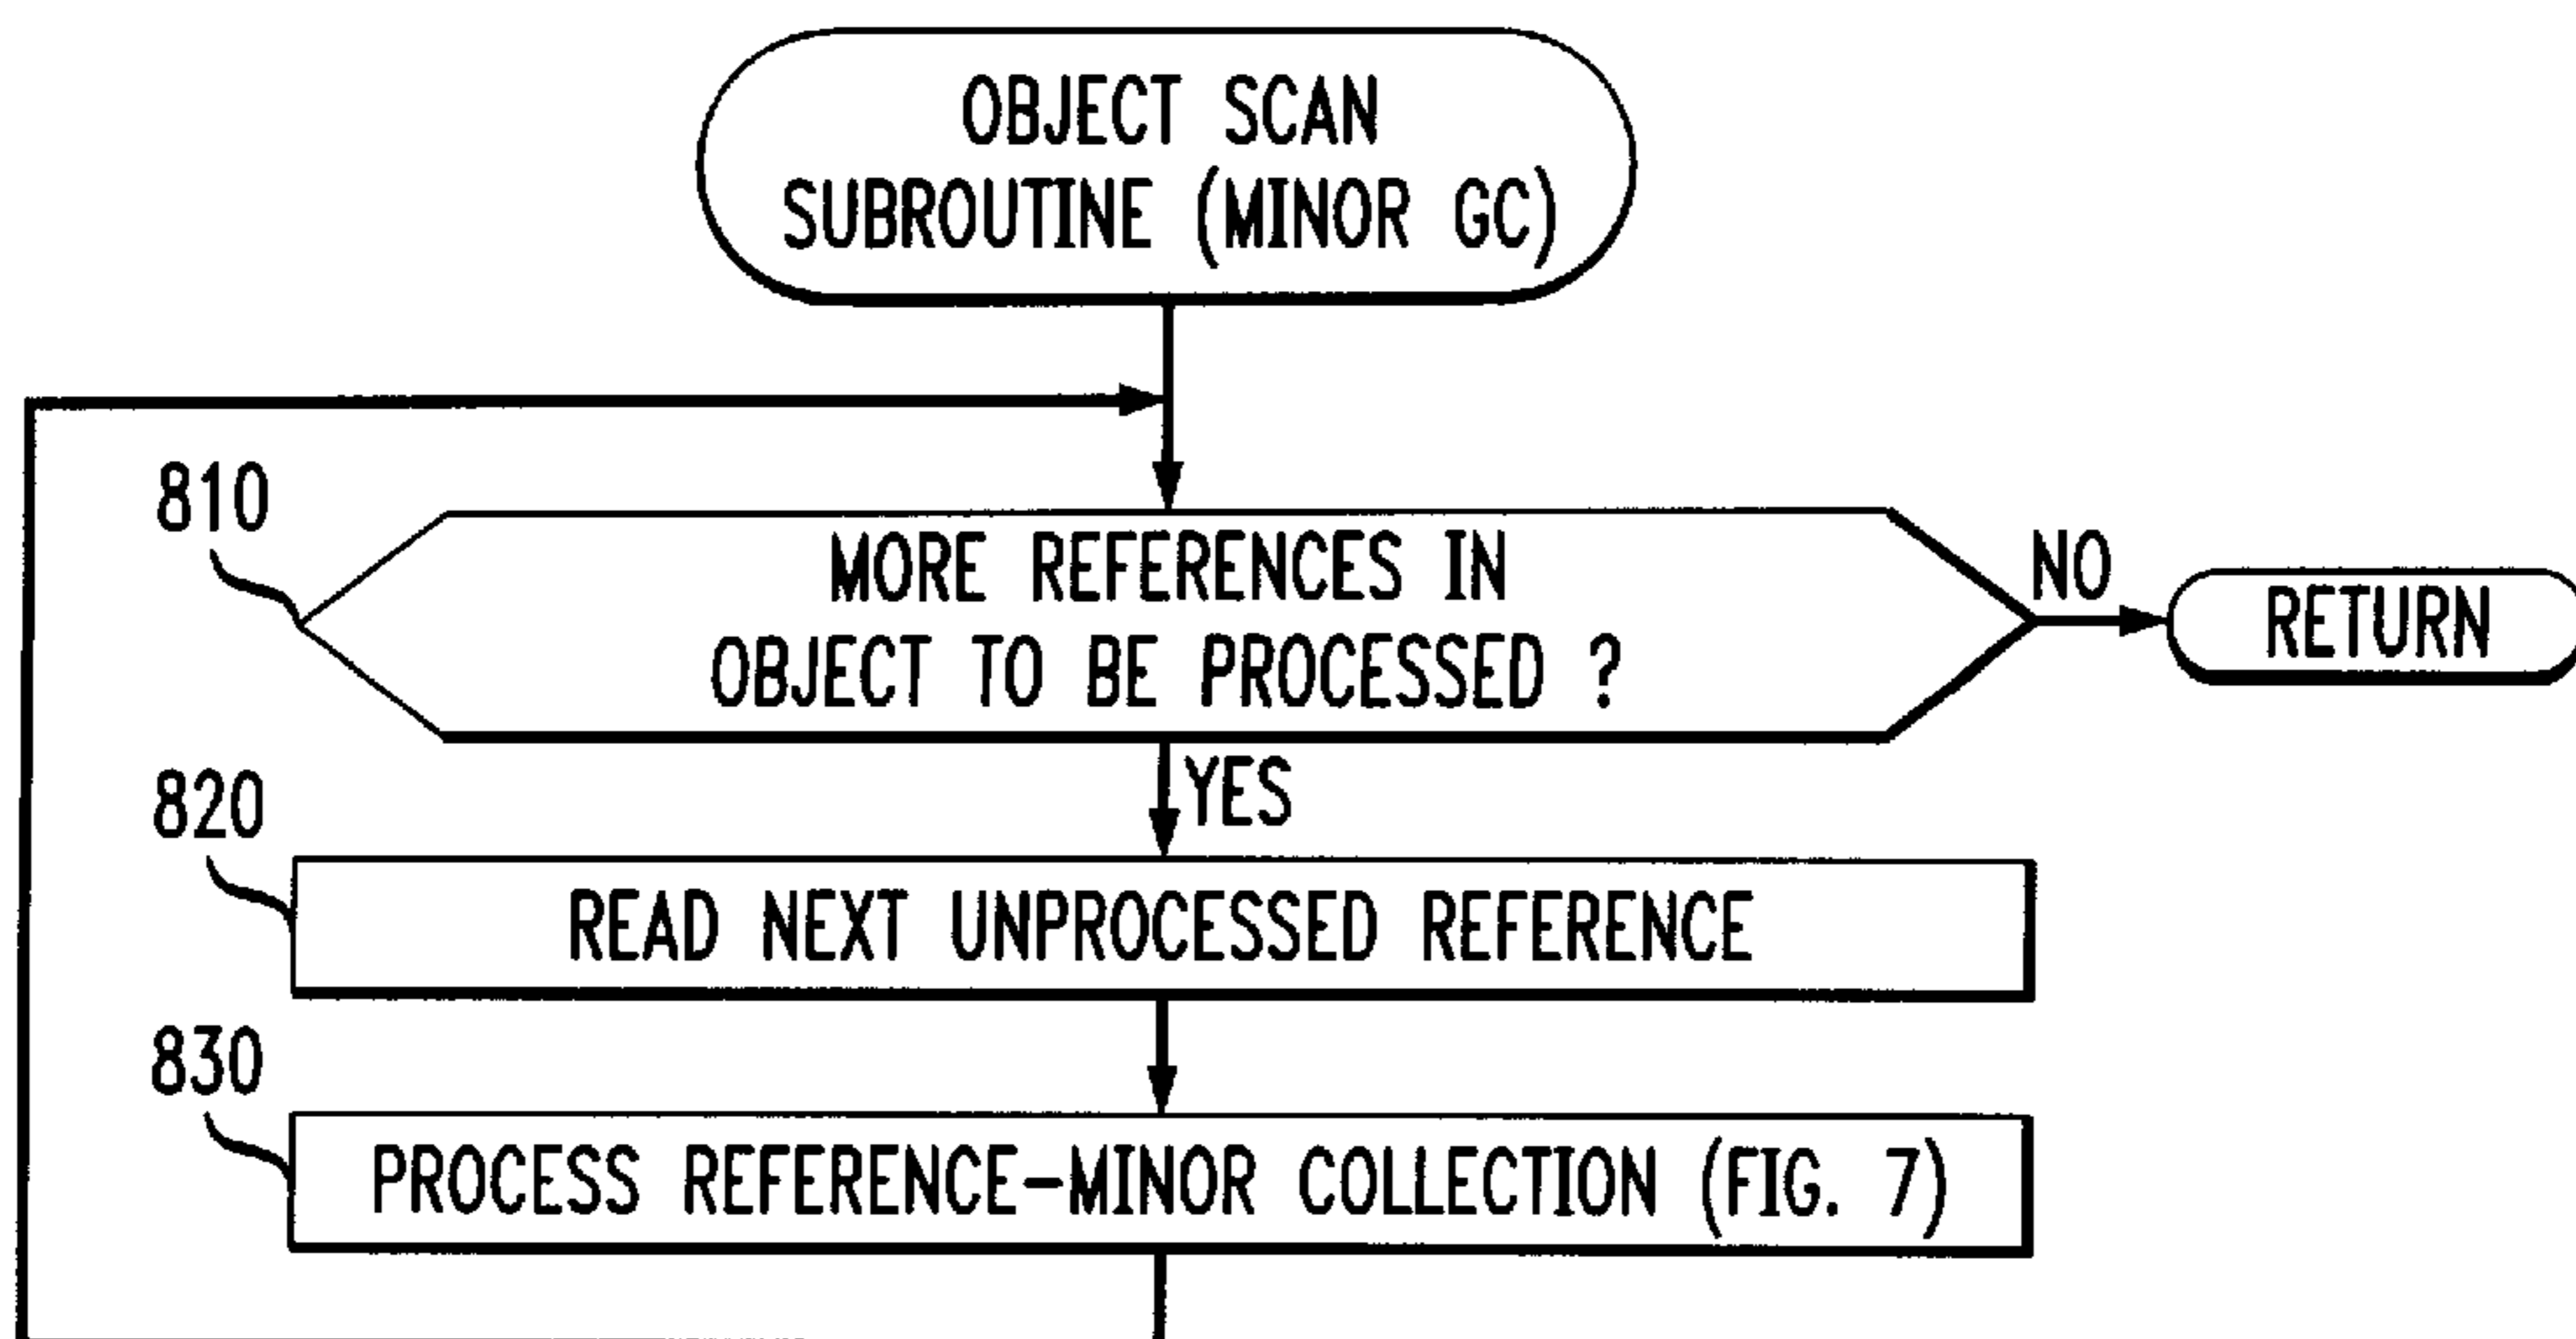 OBJECT SCAN
SUBROUTINE (MINOR GC)
810
MORE REFERENCES IN
OBJECT TO BE PROCESSED ?
NO
RETURN
YES
820
READ NEXT UNPROCESSED REFERENCE
830
PROCESS REFERENCE-MINOR COLLECTION (FIG. 7)